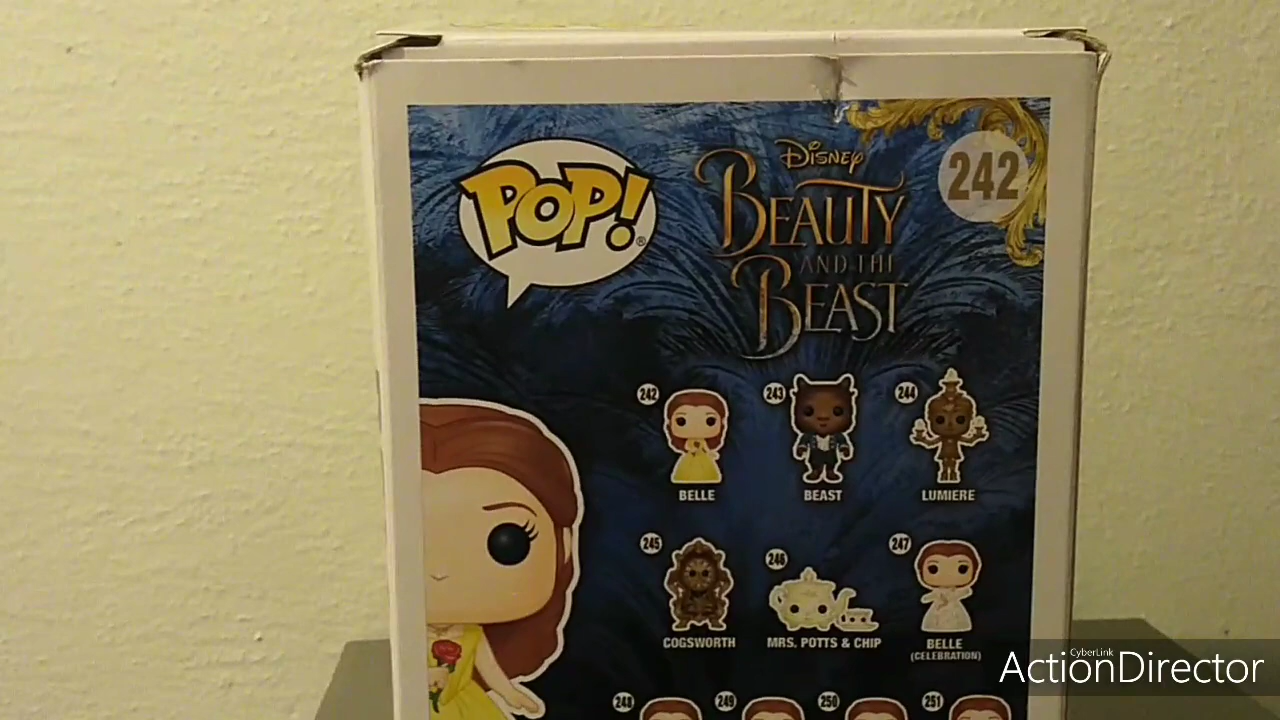 POP!®
DISNEY
BEAUTY
AND THE
BEAST
242
242
243
244
BELLE
BEAST
LUMIERE
245
246
247
COGSWORTH
MRS. POTTS & CHIP
BELLE
(CELEBRATION)
248
249
250
251
CyberLink
ActionDirector